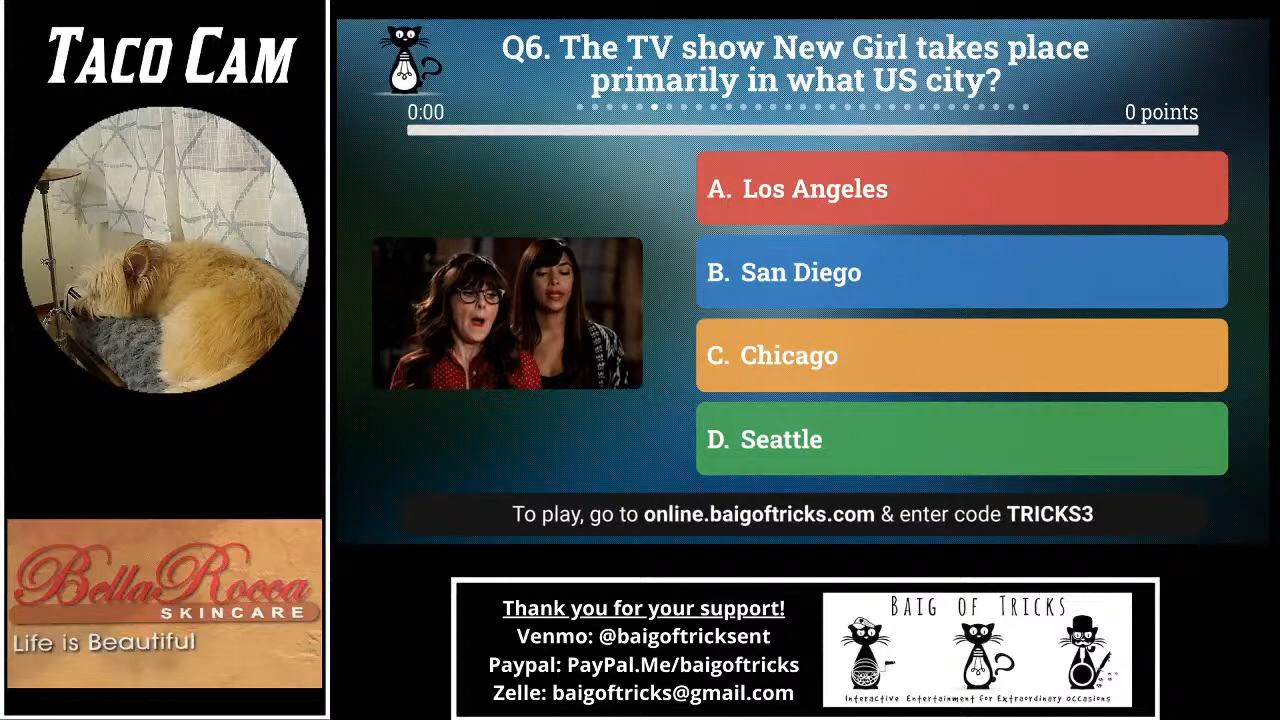 TACO CAM
Q6. The TV show New Girl takes place
primarily in what US city?
0:00
0 points
A. Los Angeles
B. San Diego
C. Chicago
D. Seattle
To play, go to online.baigoftricks.com & enter code TRICKS3
BellaRocca
SKINCARE
Life is Beautiful
Thank you for your support!
Venmo: @baigoftricksent
Paypal: PayPal.Me/baigoftricks
Zelle: baigoftricks@gmail.com
BAIG OF TRICKS
Interactive Entertainment for Extraordinary occasions